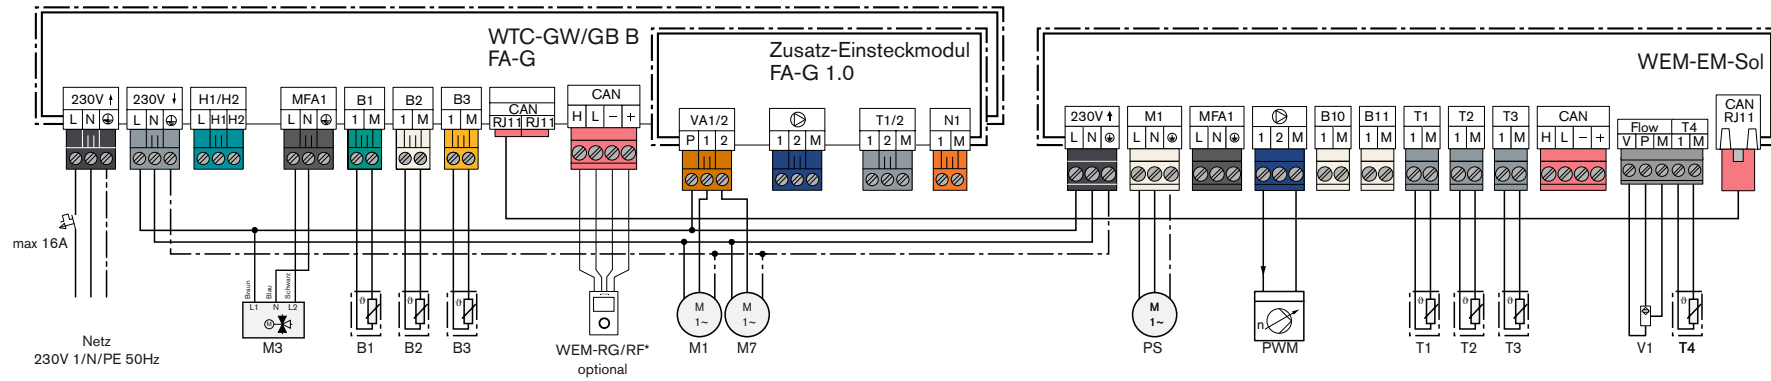 WTC-GW/GB B
FA-G
Zusatz-Einsteckmodul
FA-G 1.0
WEM-EM-Sol
230V ↑
L N ⏚
230V ↓
L N ⏚
H1/H2
L H1 H2
MFA1
L N ⏚
B1
1 M
B2
1 M
B3
1 M
CAN
RJ11 RJ11
CAN
H L − +
VA1/2
P 1 2
1 2 M
T1/2
1 2 M
N1
1 M
230V ↑
L N ⏚
M1
L N ⏚
MFA1
L N ⏚
1 2 M
B10
1 M
B11
1 M
T1
1 M
T2
1 M
T3
1 M
CAN
H L − +
Flow T4
V P M 1 M
CAN
RJ11
max 16A
Braun
Blau
Schwarz
L1 N L2
M
ϑ
ϑ
ϑ
M
1~
M
1~
M
1~
n
ϑ
ϑ
ϑ
ϑ
Netz
230V 1/N/PE 50Hz
M3
B1
B2
B3
WEM-RG/RF*
optional
M1
M7
PS
PWM
T1
T2
T3
V1
T4